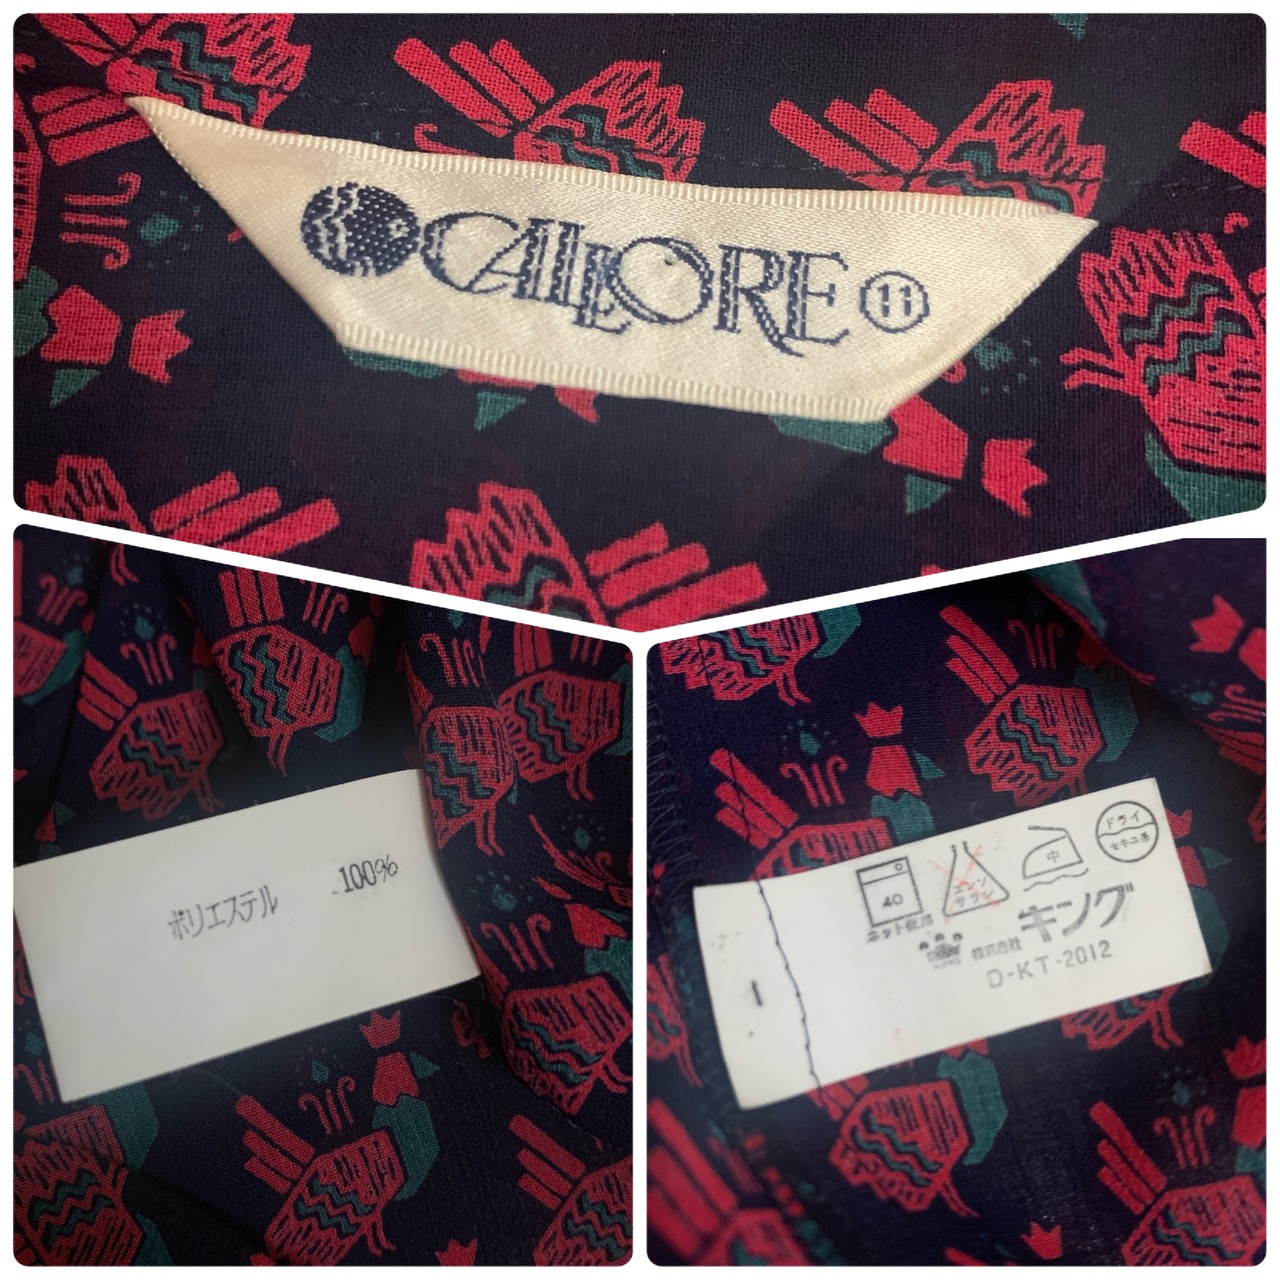 CALLORE 11
ポリエステル 100%
40
エンソ
サラシ
中
ドライ
セキユ系
ネット使用
株式会社 キング
D-KT-2012